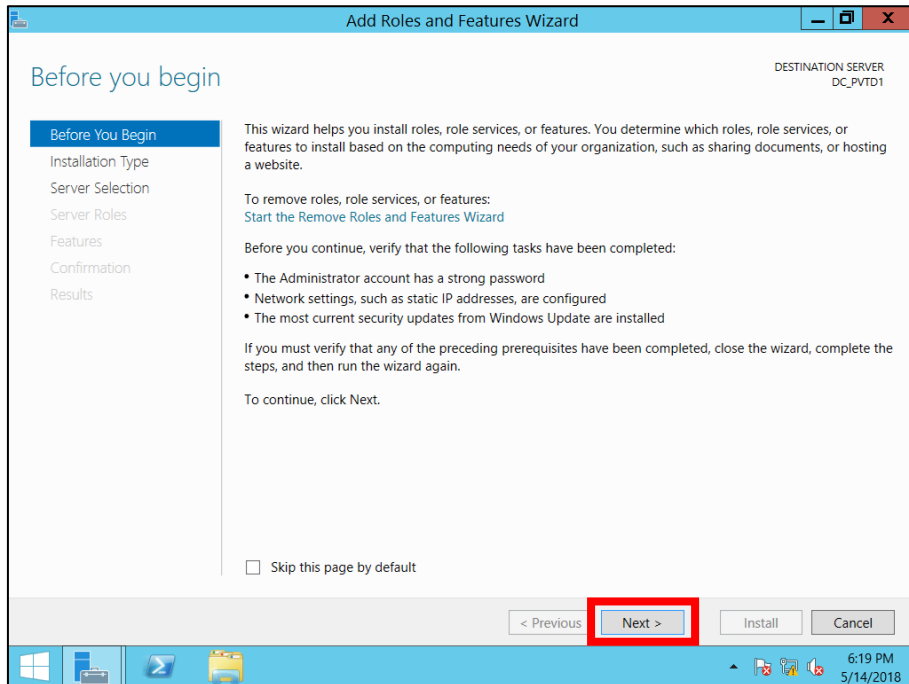 Add Roles and Features Wizard
Before you begin
DESTINATION SERVER
DC_PVTD1
Before You Begin
Installation Type
Server Selection
Server Roles
Features
Confirmation
Results
This wizard helps you install roles, role services, or features. You determine which roles, role services, or
features to install based on the computing needs of your organization, such as sharing documents, or hosting
a website.
To remove roles, role services, or features:
Start the Remove Roles and Features Wizard
Before you continue, verify that the following tasks have been completed:
• The Administrator account has a strong password
• Network settings, such as static IP addresses, are configured
• The most current security updates from Windows Update are installed
If you must verify that any of the preceding prerequisites have been completed, close the wizard, complete the
steps, and then run the wizard again.
To continue, click Next.
Skip this page by default
< Previous
Next >
Install
Cancel
6:19 PM
5/14/2018